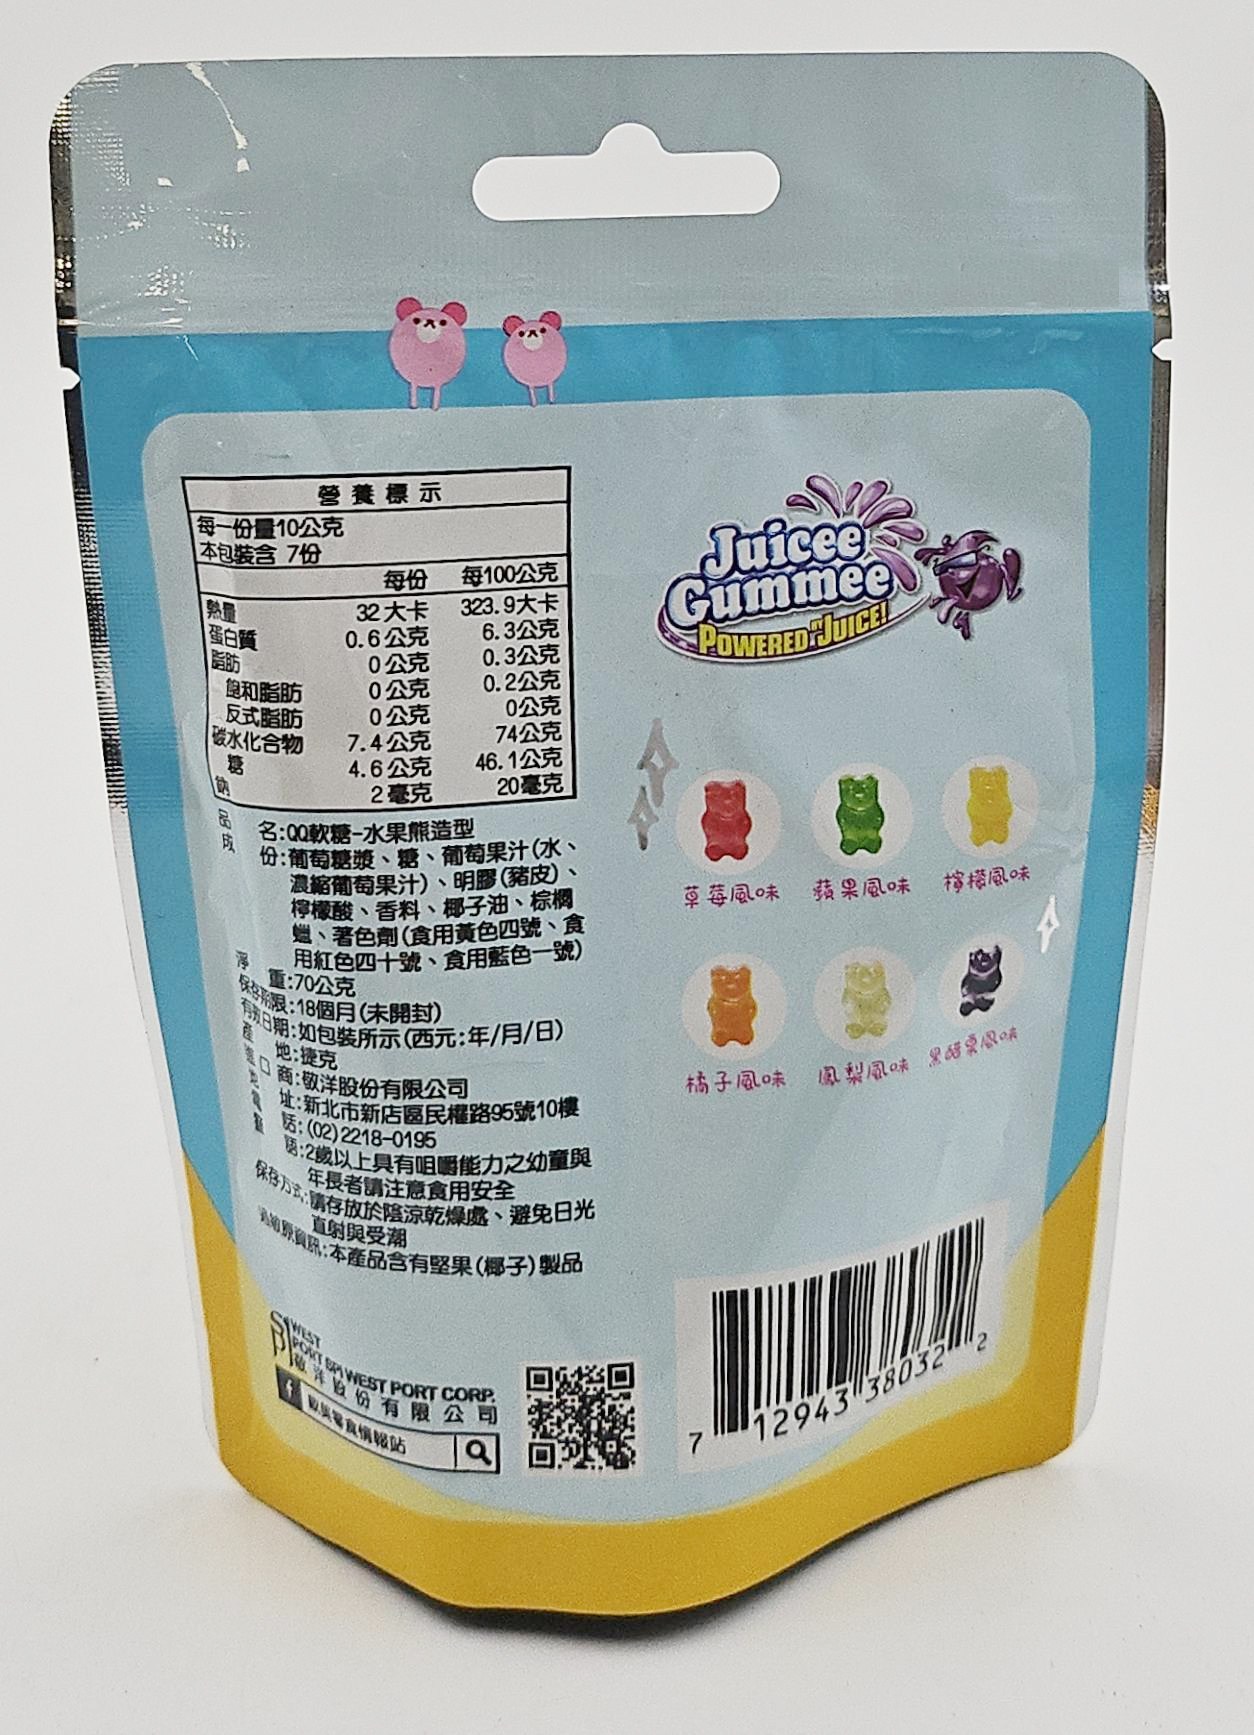 營養標示
每一份量10公克
本包裝含 7份
每份 每100公克
熱量 32大卡 323.9大卡
蛋白質 0.6公克 6.3公克
脂肪 0公克 0.3公克
飽和脂肪 0公克 0.2公克
反式脂肪 0公克 0公克
碳水化合物 7.4公克 74公克
糖 4.6公克 46.1公克
鈉 2毫克 20毫克
品名:QQ軟糖-水果熊造型
成份:葡萄糖漿、糖、葡萄果汁(水、
濃縮葡萄果汁)、明膠(豬皮)、
檸檬酸、香料、椰子油、棕櫚
蠟、著色劑(食用黃色四號、食
用紅色四十號、食用藍色一號)
淨重:70公克
保存期限:18個月(未開封)
有效日期:如包裝所示(西元:年/月/日)
產地:捷克
進口商:敬洋股份有限公司
地址:新北市新店區民權路95號10樓
電話:(02)2218-0195
語:2歲以上具有咀嚼能力之幼童與
年長者請注意食用安全
保存方式:請存放於陰涼乾燥處、避免日光
直射與受潮
過敏原資訊:本產品含有堅果(椰子)製品
SPI WEST
PORT SPI WEST PORT CORP.
敬洋股份有限公司
f 零食情報站
Juicee
Gummee
POWERED BY JUICE!
草莓風味 蘋果風味 檸檬風味
橘子風味 鳳梨風味 黑醋栗風味
7 12943 38032 2